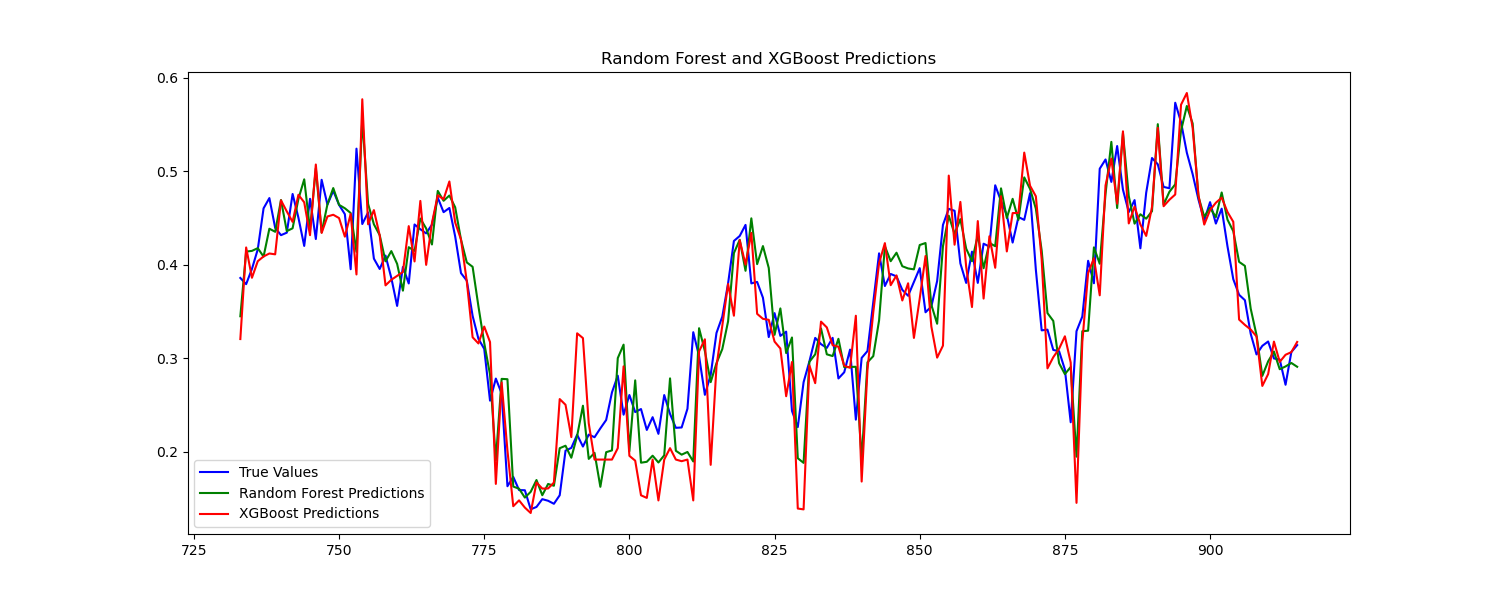 Random Forest and XGBoost Predictions
0.6
0.5
0.4
0.3
0.2
True Values
Random Forest Predictions
XGBoost Predictions
725 750 775 800 825 850 875 900